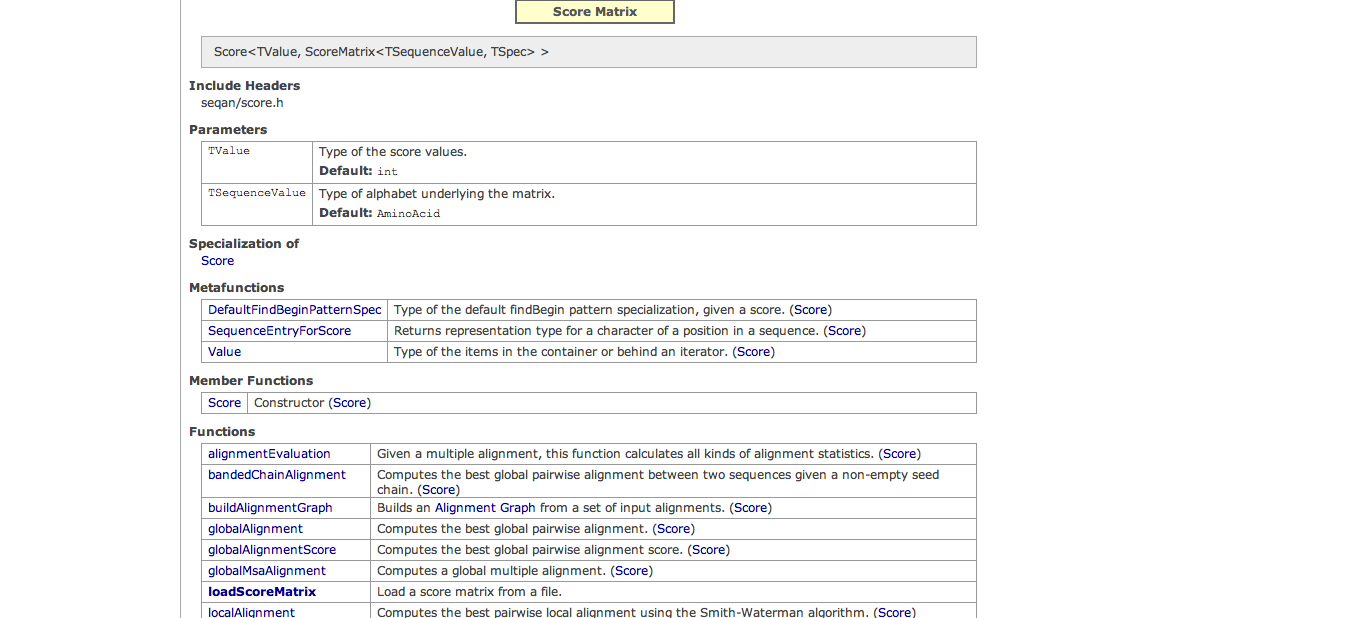 Score Matrix
Score<TValue, ScoreMatrix<TSequenceValue, TSpec> >
Include Headers
seqan/score.h
Parameters
TValue Type of the score values.
Default: int
TSequenceValue Type of alphabet underlying the matrix.
Default: AminoAcid
Specialization of
Score
Metafunctions
DefaultFindBeginPatternSpec Type of the default findBegin pattern specialization, given a score. (Score)
SequenceEntryForScore Returns representation type for a character of a position in a sequence. (Score)
Value Type of the items in the container or behind an iterator. (Score)
Member Functions
Score Constructor (Score)
Functions
alignmentEvaluation Given a multiple alignment, this function calculates all kinds of alignment statistics. (Score)
bandedChainAlignment Computes the best global pairwise alignment between two sequences given a non-empty seed
chain. (Score)
buildAlignmentGraph Builds an Alignment Graph from a set of input alignments. (Score)
globalAlignment Computes the best global pairwise alignment. (Score)
globalAlignmentScore Computes the best global pairwise alignment score. (Score)
globalMsaAlignment Computes a global multiple alignment. (Score)
loadScoreMatrix Load a score matrix from a file.
localAlignment Computes the best pairwise local alignment using the Smith-Waterman algorithm. (Score)